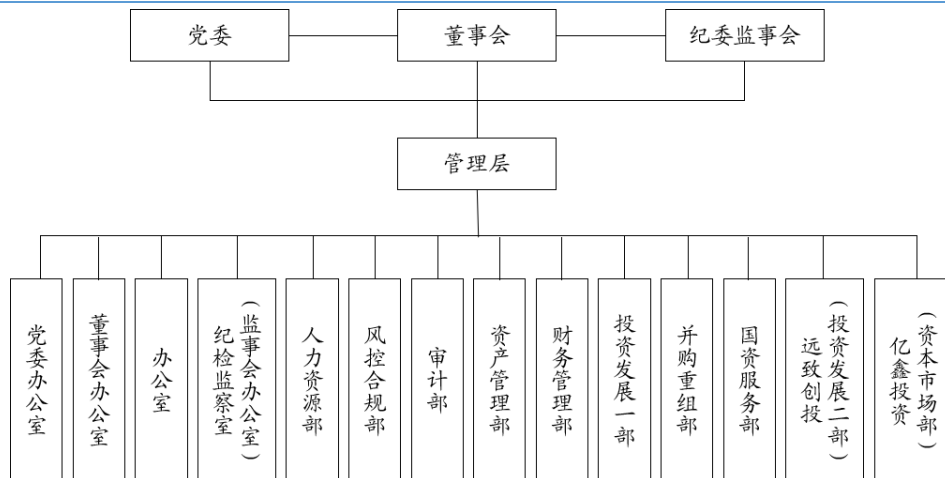 党委
董事会
纪委监事会
管理层
党委办公室
董事会办公室
办公室
纪检监察室
（监事会办公室）
人力资源部
风控合规部
审计部
资产管理部
财务管理部
投资发展一部
并购重组部
国资服务部
远致创投
（投资发展二部）
亿鑫投资
（资本市场部）